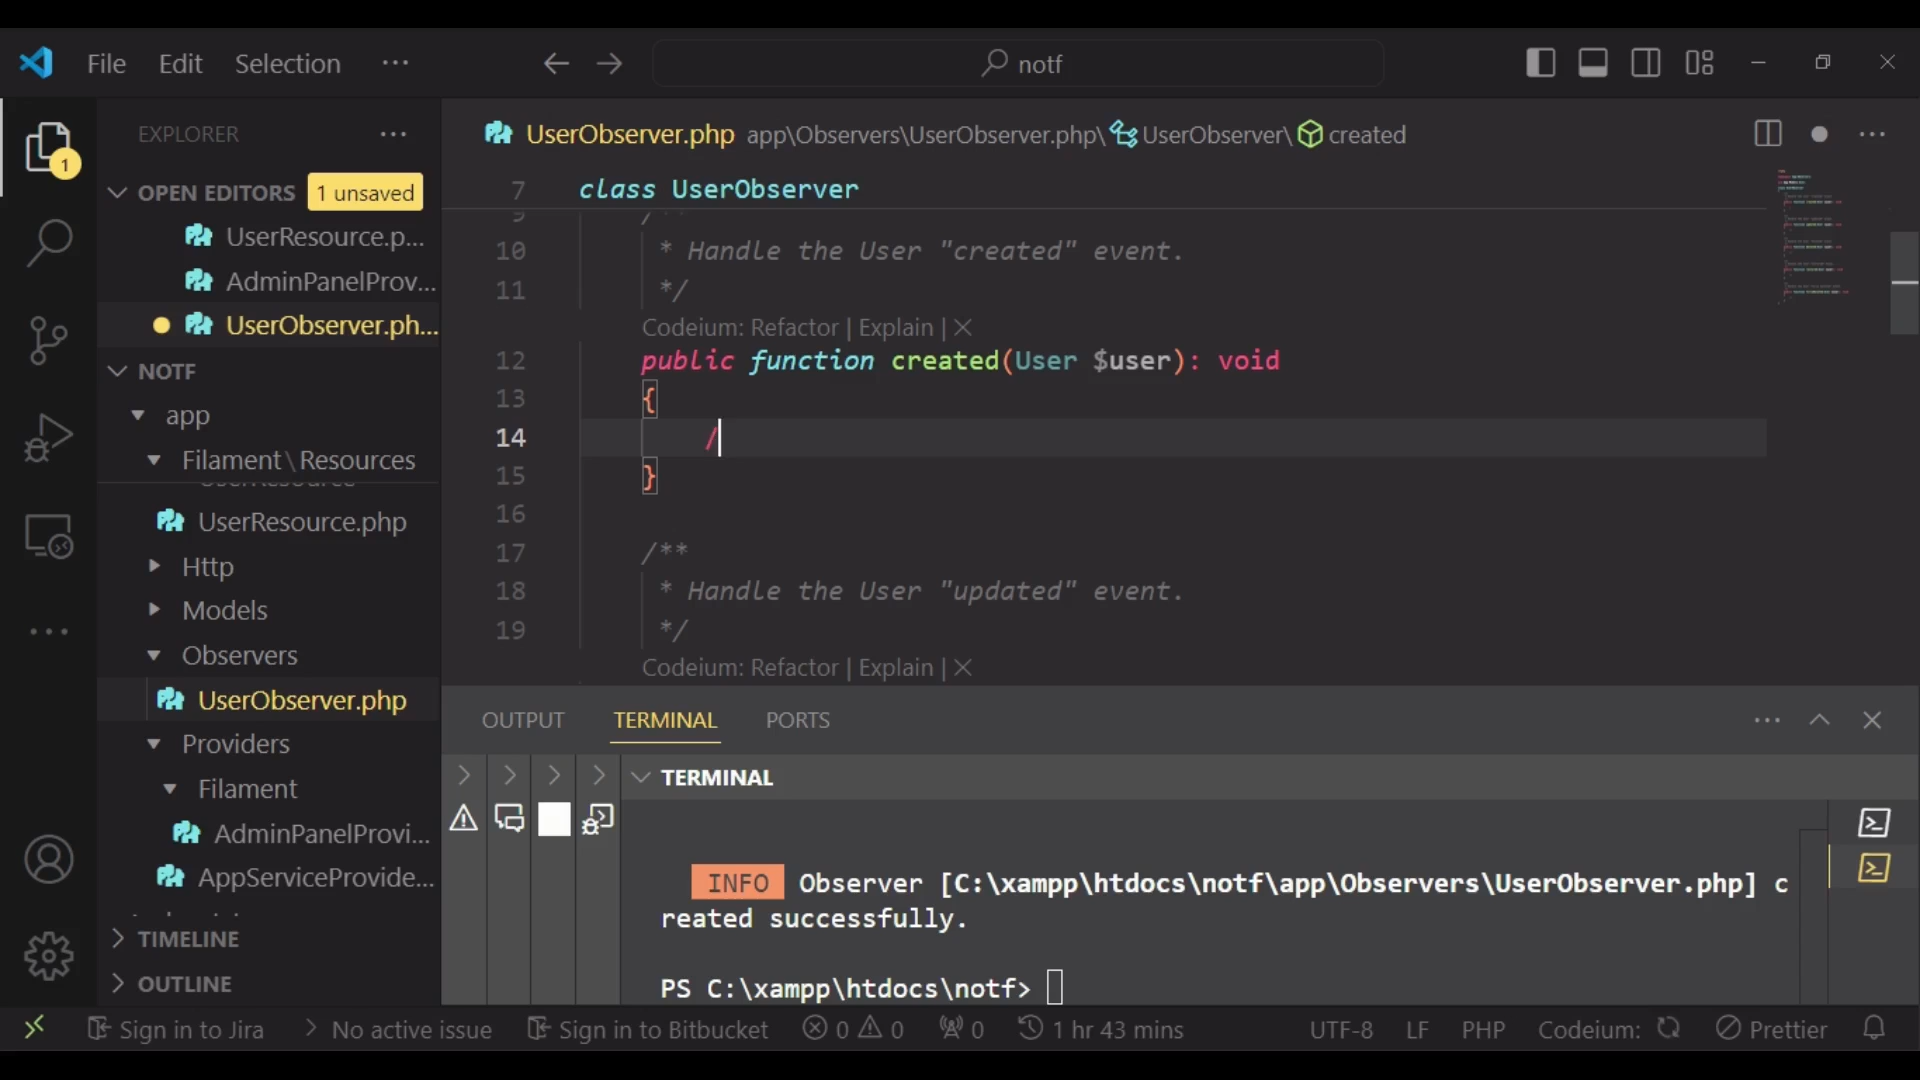 File Edit Selection ···
notf
EXPLORER ···
OPEN EDITORS 1 unsaved
UserResource.p...
AdminPanelProv...
UserObserver.ph...
NOTF
app
Filament\Resources
UserResource.php
Http
Models
Observers
UserObserver.php
Providers
Filament
AdminPanelProvi...
AppServiceProvide...
TIMELINE
OUTLINE
1
UserObserver.php app\Observers\UserObserver.php\ UserObserver\ created
7 class UserObserver
9 /**
10 * Handle the User "created" event.
11 */
Codeium: Refactor | Explain | ×
12 public function created(User $user): void
13 {
14 /
15 }
16
17 /**
18 * Handle the User "updated" event.
19 */
Codeium: Refactor | Explain | ×
OUTPUT TERMINAL PORTS
TERMINAL
INFO Observer [C:\xampp\htdocs\notf\app\Observers\UserObserver.php] c
reated successfully.
PS C:\xampp\htdocs\notf>
Sign in to Jira No active issue Sign in to Bitbucket 0 0 0 1 hr 43 mins UTF-8 LF PHP Codeium: Prettier